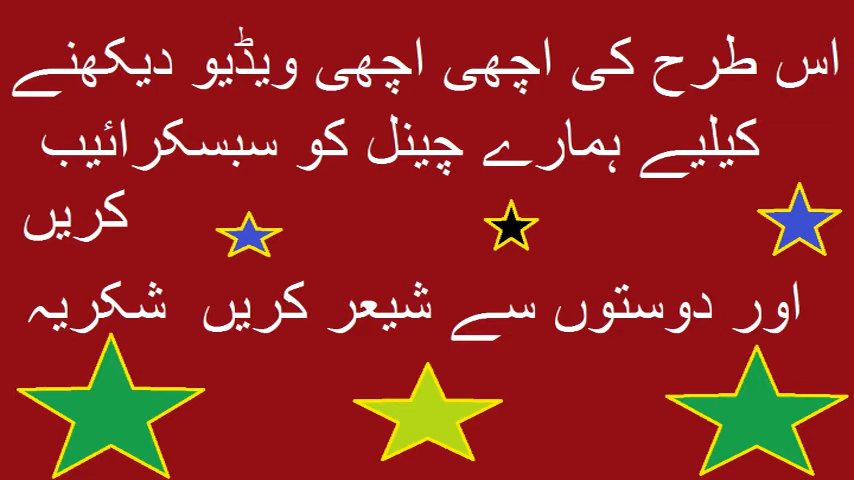 اس طرح کی اچھی اچھی ویڈیو دیکھنے
کیلیے ہمارے چینل کو سبسکرائیب
کریں
اور دوستوں سے شیعر کریں شکریہ